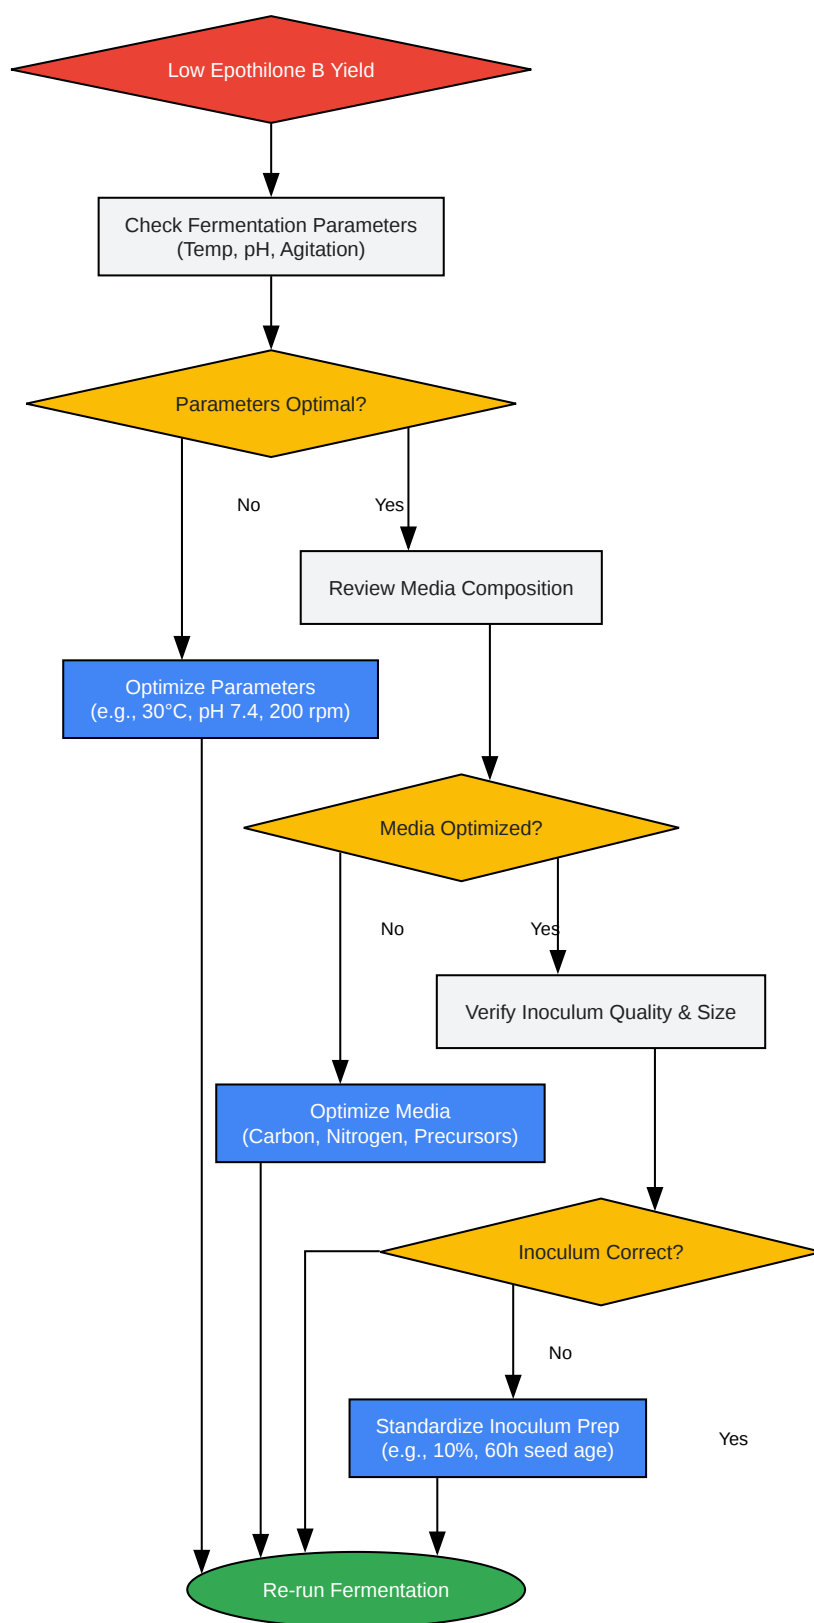 Low Epothilone B Yield
Check Fermentation Parameters
(Temp, pH, Agitation)
Parameters Optimal?
No
Yes
Review Media Composition
Optimize Parameters
(e.g., 30°C, pH 7.4, 200 rpm)
Media Optimized?
No
Yes
Verify Inoculum Quality & Size
Optimize Media
(Carbon, Nitrogen, Precursors)
Inoculum Correct?
No
Standardize Inoculum Prep
(e.g., 10%, 60h seed age)
Yes
Re-run Fermentation